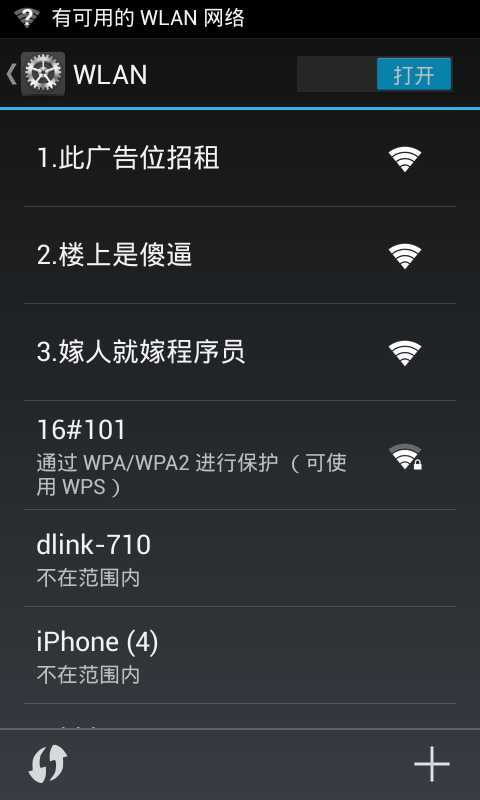 有可用的 WLAN 网络
WLAN
打开
1.此广告位招租
2.楼上是傻逼
3.嫁人就嫁程序员
16#101
通过 WPA/WPA2 进行保护 （可使
用 WPS ）
dlink-710
不在范围内
iPhone (4)
不在范围内